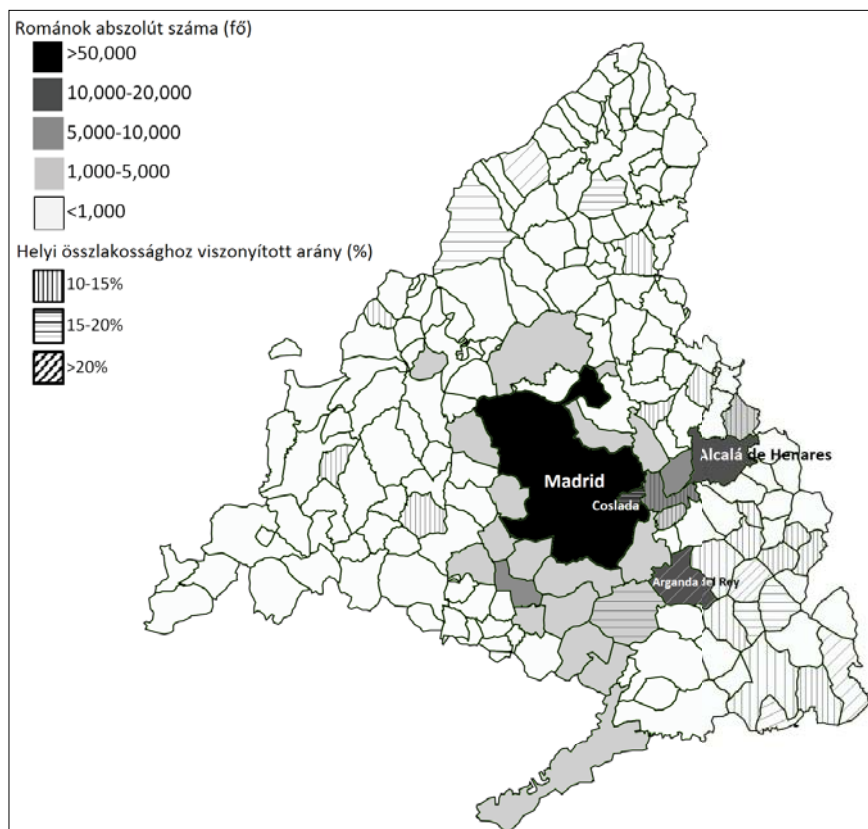 Románok abszolút száma (fő)
>50,000
10,000-20,000
5,000-10,000
1,000-5,000
<1,000
Helyi összlakossághoz viszonyított arány (%)
10-15%
15-20%
>20%
Alcalá de Henares
Madrid
Coslada
Arganda del Rey